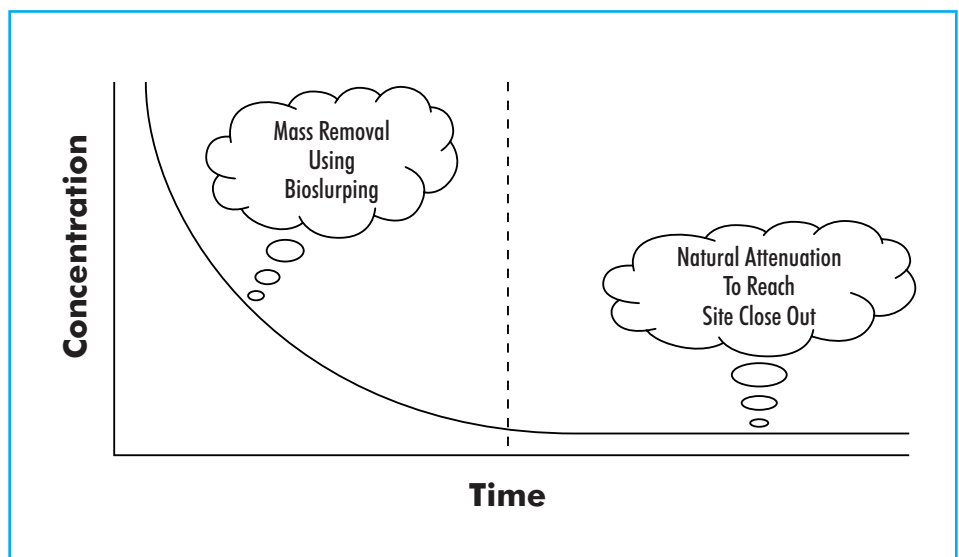 Mass Removal
Using
Bioslurping
Natural Attenuation
To Reach
Site Close Out
Concentration
Time